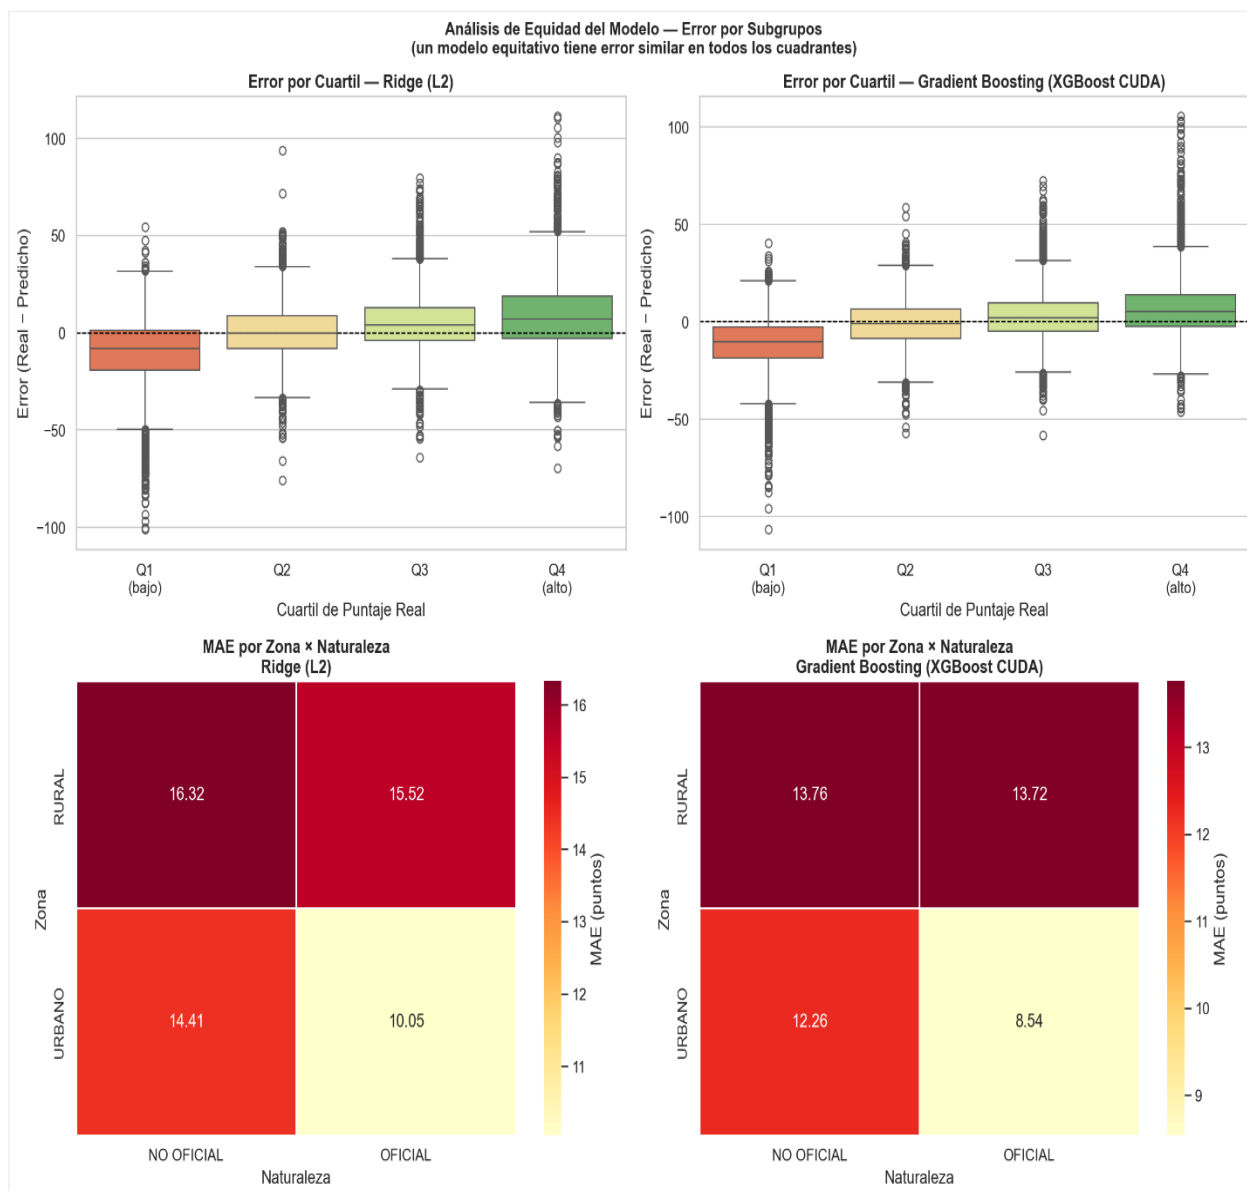 Análisis de Equidad del Modelo — Error por Subgrupos
(un modelo equitativo tiene error similar en todos los cuadrantes)
Error por Cuartil — Ridge (L2)
Error (Real – Predicho)
100
50
0
−50
−100
Q1
(bajo)
Q2
Q3
Q4
(alto)
Cuartil de Puntaje Real
Error por Cuartil — Gradient Boosting (XGBoost CUDA)
Error (Real – Predicho)
100
50
0
−50
−100
Q1
(bajo)
Q2
Q3
Q4
(alto)
Cuartil de Puntaje Real
MAE por Zona × Naturaleza
Ridge (L2)
Zona
RURAL
16.32
15.52
URBANO
14.41
10.05
NO OFICIAL
OFICIAL
Naturaleza
16
15
14
13
12
11
MAE (puntos)
MAE por Zona × Naturaleza
Gradient Boosting (XGBoost CUDA)
Zona
RURAL
13.76
13.72
URBANO
12.26
8.54
NO OFICIAL
OFICIAL
Naturaleza
13
12
11
10
9
MAE (puntos)